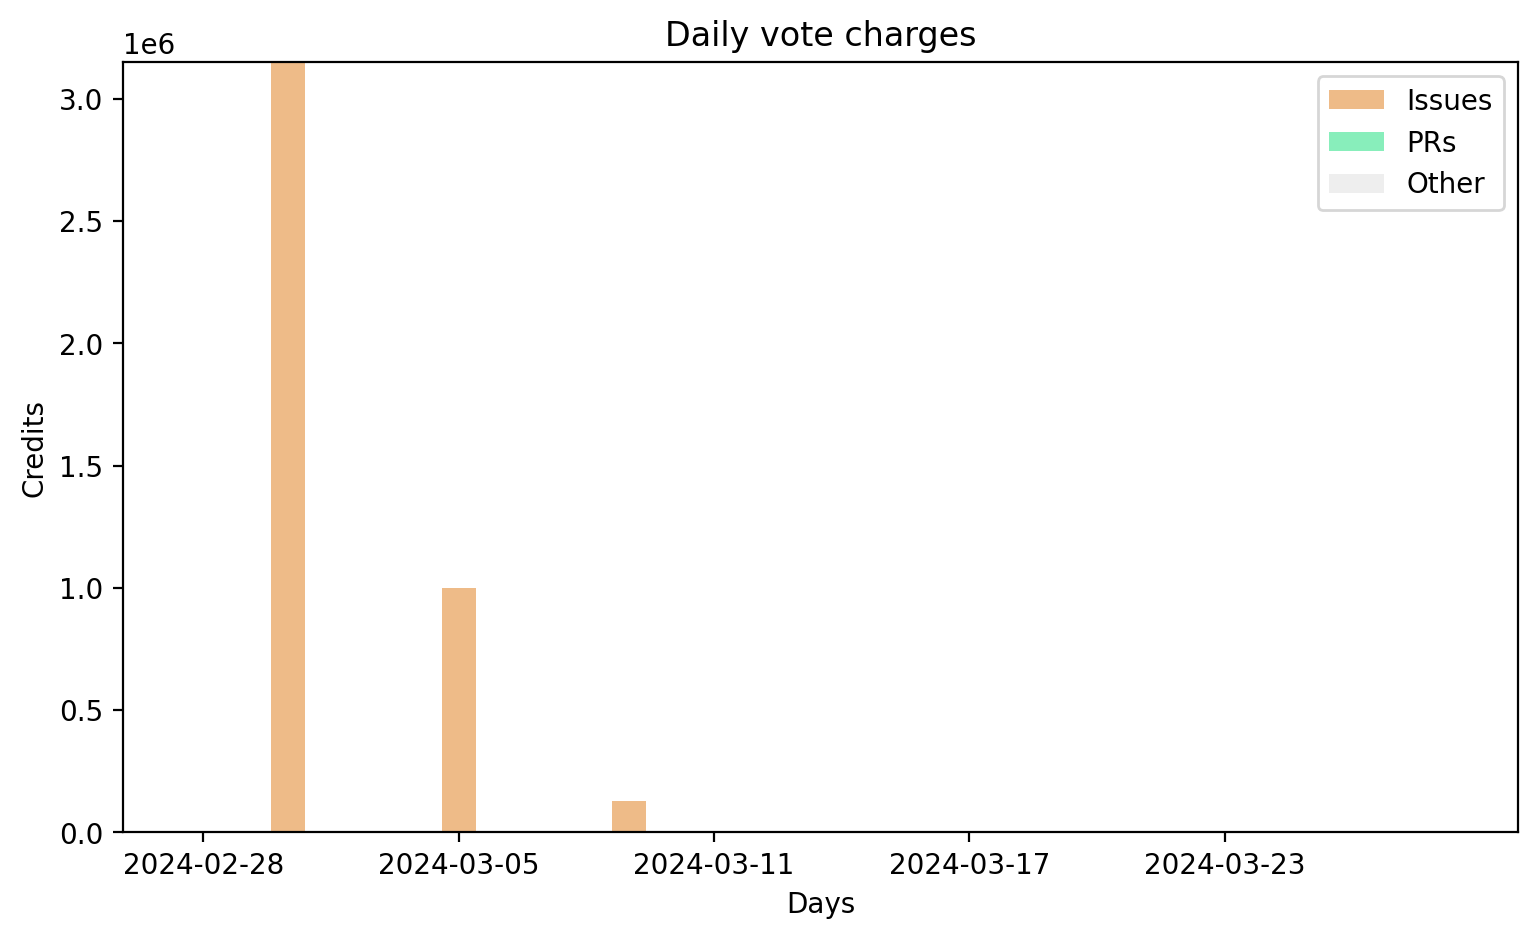 Daily vote charges
1e6
3.0
2.5
2.0
1.5
1.0
0.5
0.0
Credits
Issues
PRs
Other
2024-02-28 2024-03-05 2024-03-11 2024-03-17 2024-03-23
Days